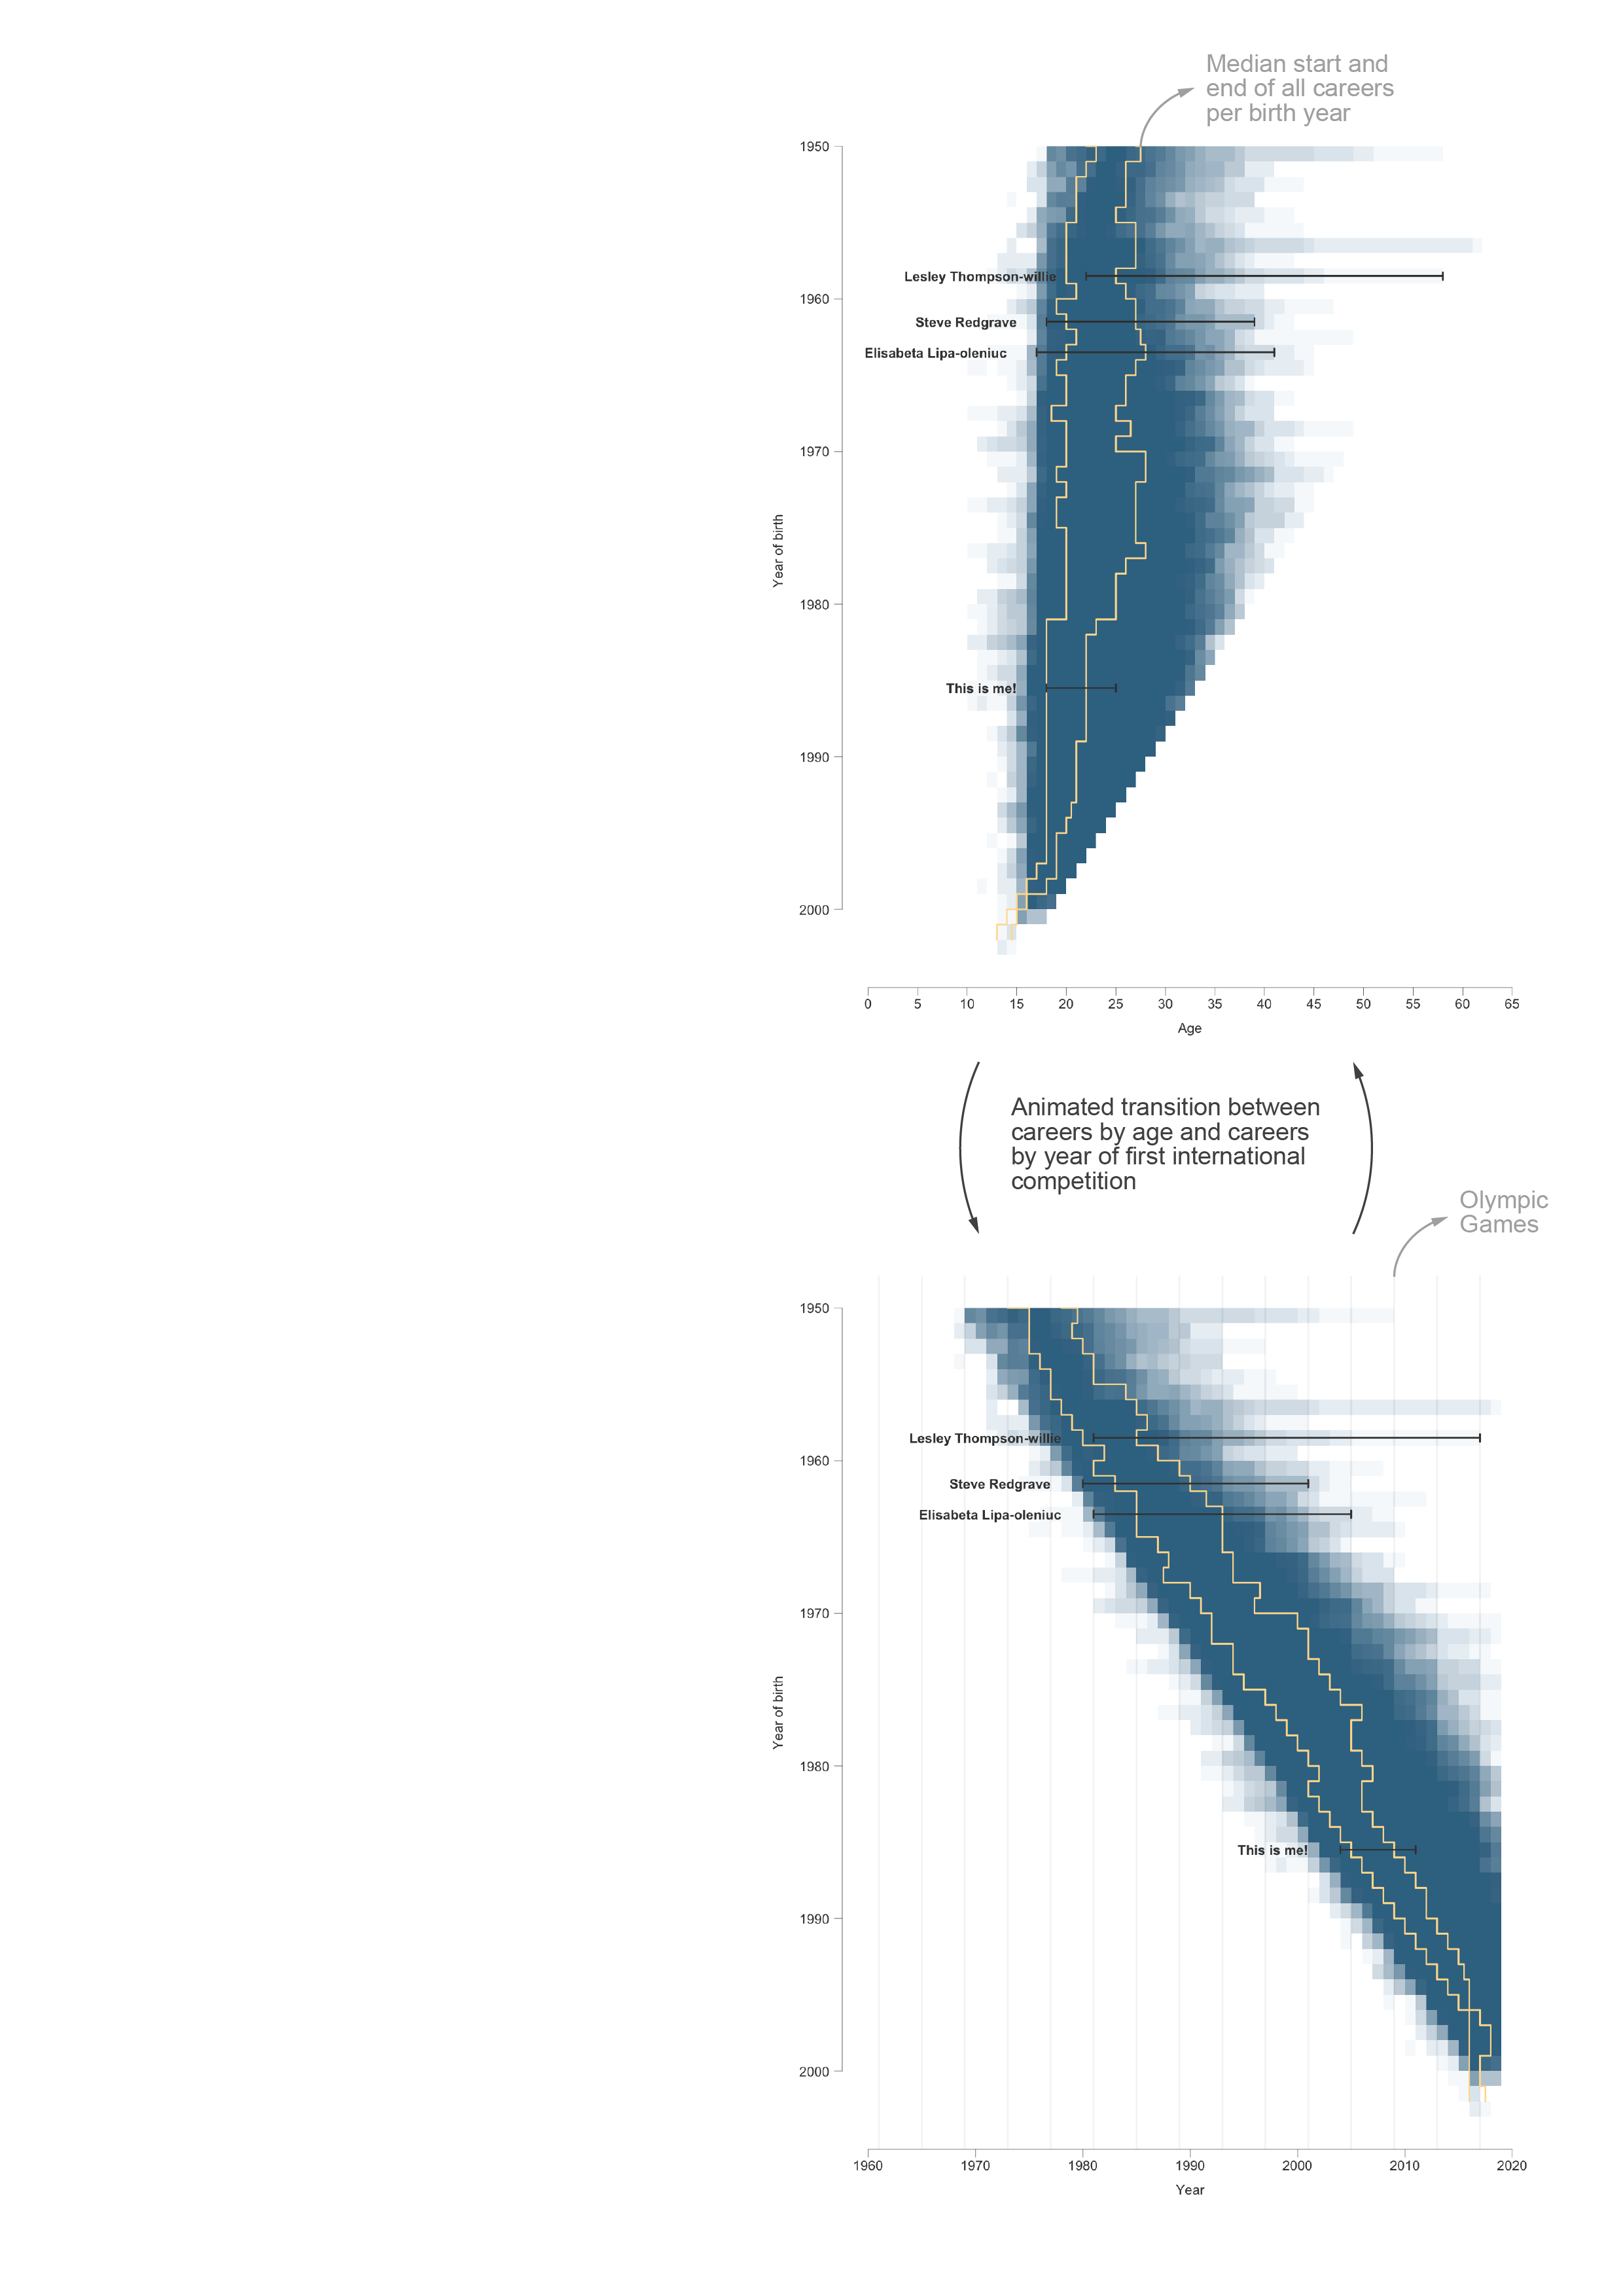 Median start and
end of all careers
per birth year
1950
Lesley Thompson-willie
1960
Steve Redgrave
Elisabeta Lipa-oleniuc
1970
Year of birth
1980
This is me!
1990
2000
0 5 10 15 20 25 30 35 40 45 50 55 60 65
Age
Animated transition between
careers by age and careers
by year of first international
competition
Olympic
Games
1950
Lesley Thompson-willie
1960
Steve Redgrave
Elisabeta Lipa-oleniuc
1970
Year of birth
1980
This is me!
1990
2000
1960 1970 1980 1990 2000 2010 2020
Year